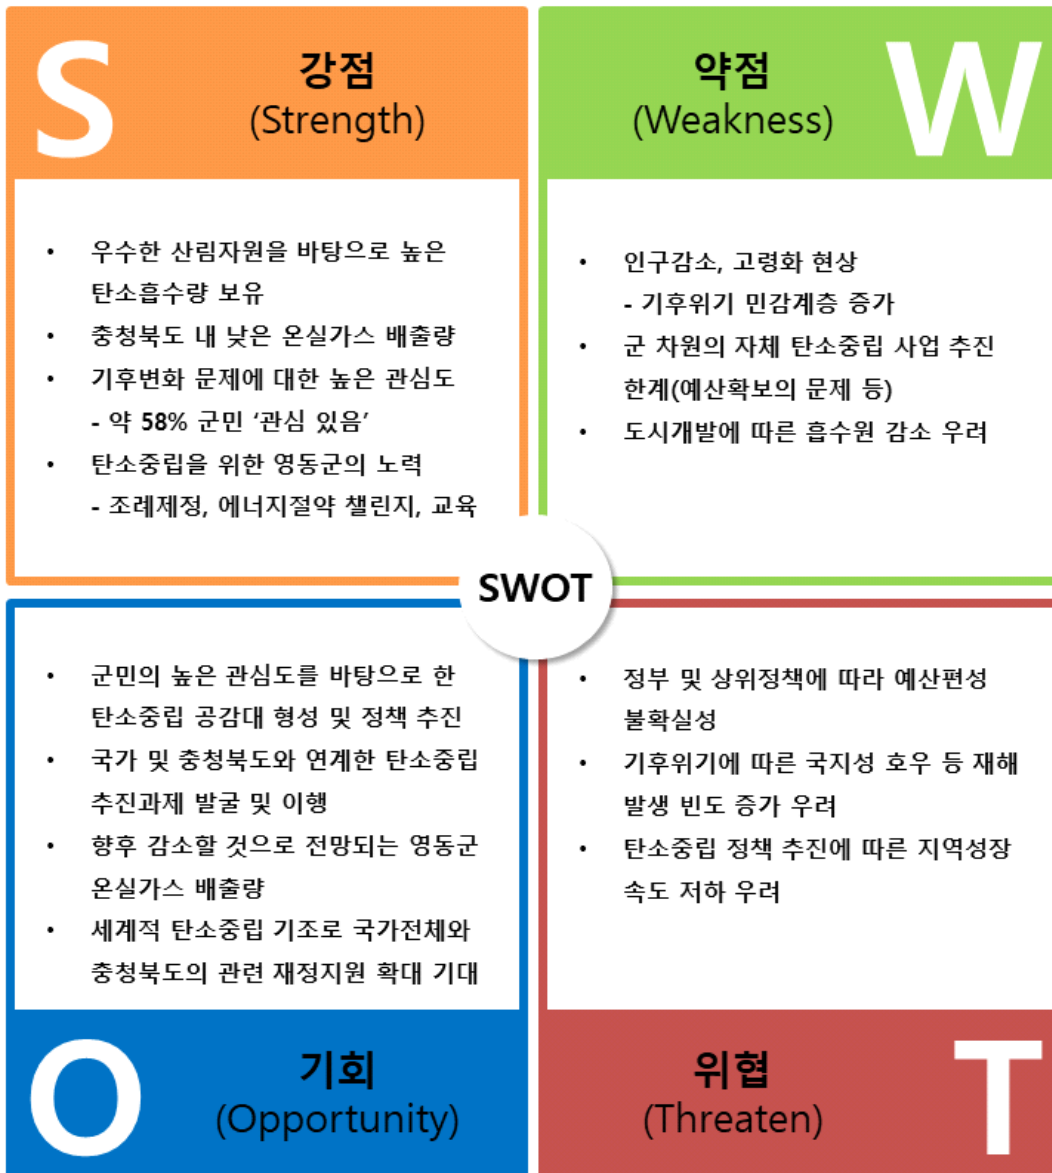 S
강점
(Strength)
• 우수한 산림자원을 바탕으로 높은
탄소흡수량 보유
• 충청북도 내 낮은 온실가스 배출량
• 기후변화 문제에 대한 높은 관심도
- 약 58% 군민 ‘관심 있음’
• 탄소중립을 위한 영동군의 노력
- 조례제정, 에너지절약 챌린지, 교육
약점
(Weakness)
W
• 인구감소, 고령화 현상
- 기후위기 민감계층 증가
• 군 차원의 자체 탄소중립 사업 추진
한계(예산확보의 문제 등)
• 도시개발에 따른 흡수원 감소 우려
SWOT
• 군민의 높은 관심도를 바탕으로 한
탄소중립 공감대 형성 및 정책 추진
• 국가 및 충청북도와 연계한 탄소중립
추진과제 발굴 및 이행
• 향후 감소할 것으로 전망되는 영동군
온실가스 배출량
• 세계적 탄소중립 기조로 국가전체와
충청북도의 관련 재정지원 확대 기대
O
기회
(Opportunity)
• 정부 및 상위정책에 따라 예산편성
불확실성
• 기후위기에 따른 국지성 호우 등 재해
발생 빈도 증가 우려
• 탄소중립 정책 추진에 따른 지역성장
속도 저하 우려
위협
(Threaten)
T